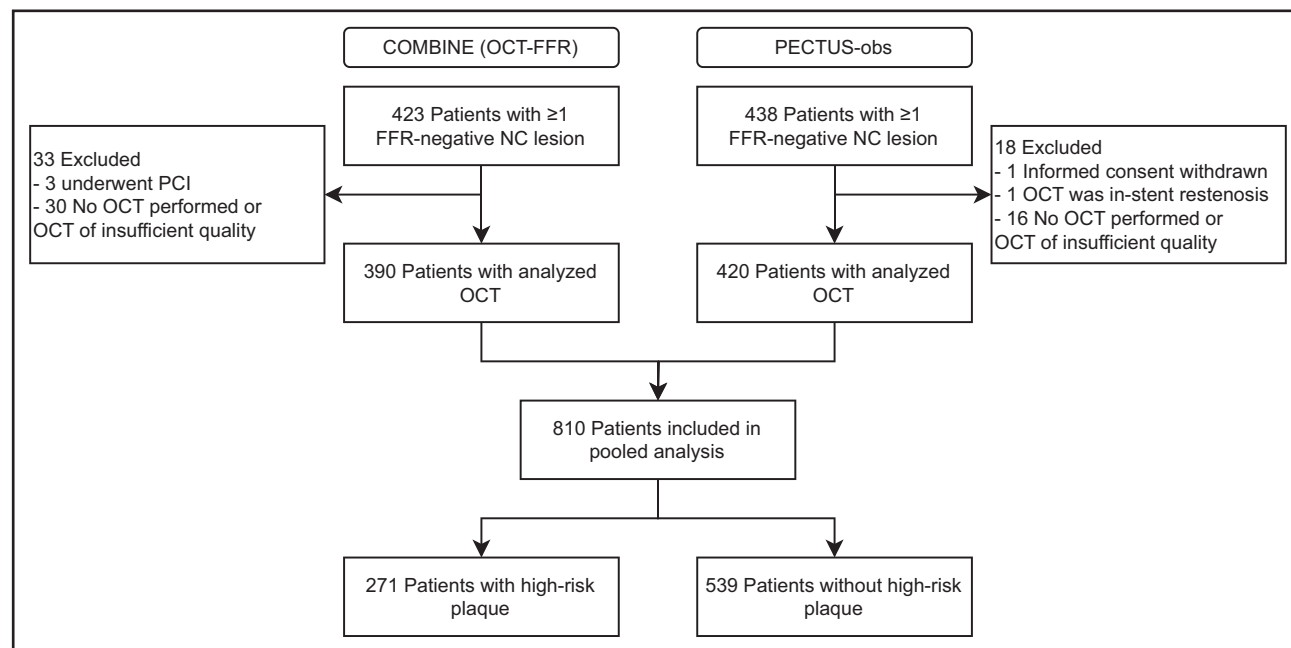 COMBINE (OCT-FFR)
PECTUS-obs
423 Patients with ≥1
FFR-negative NC lesion
438 Patients with ≥1
FFR-negative NC lesion
33 Excluded
- 3 underwent PCI
- 30 No OCT performed or
OCT of insufficient quality
18 Excluded
- 1 Informed consent withdrawn
- 1 OCT was in-stent restenosis
- 16 No OCT performed or
OCT of insufficient quality
390 Patients with analyzed
OCT
420 Patients with analyzed
OCT
810 Patients included in
pooled analysis
271 Patients with high-risk
plaque
539 Patients without high-risk
plaque